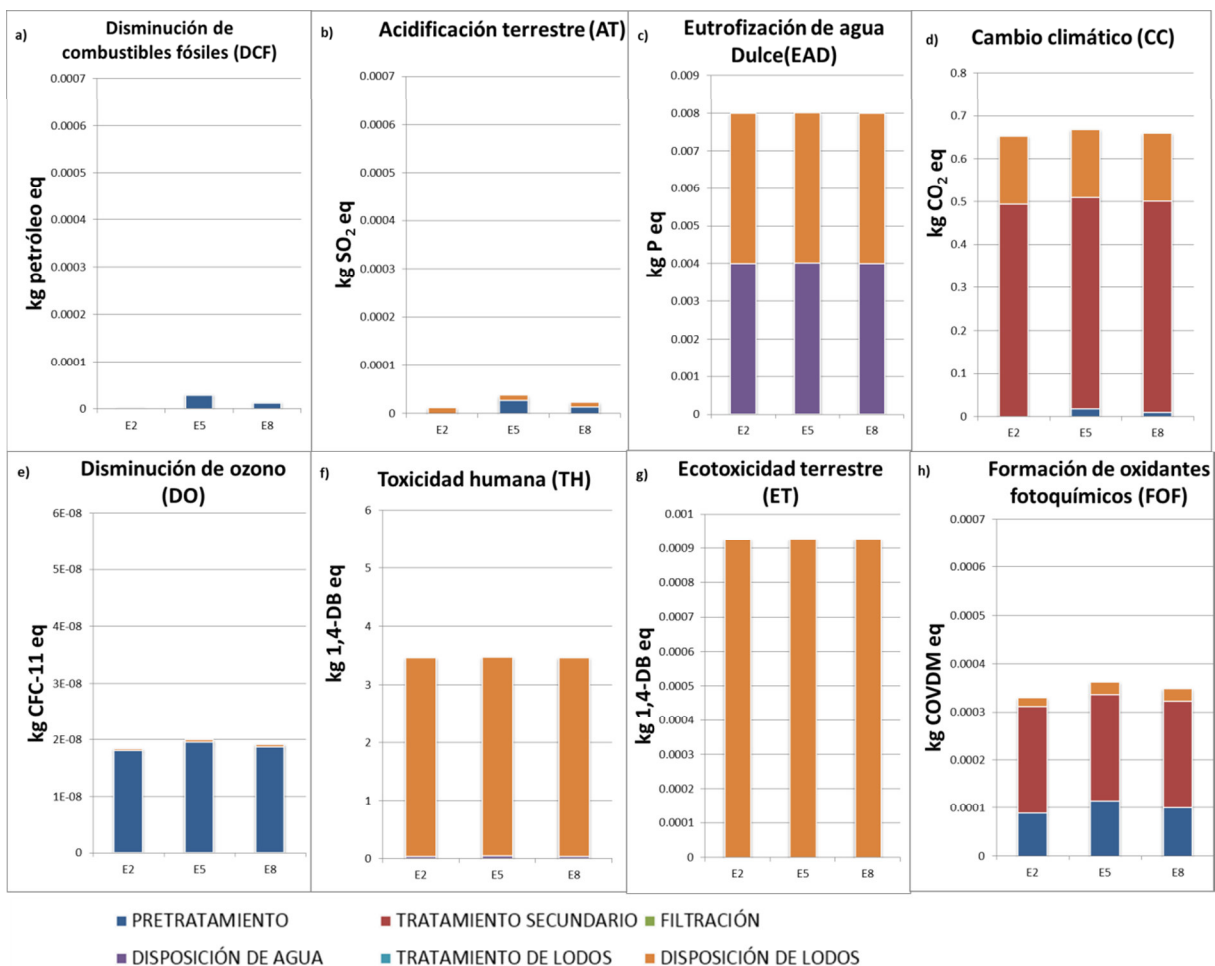 a)
Disminución de
combustibles fósiles (DCF)
kg petróleo eq
0.0007
0.0006
0.0005
0.0004
0.0003
0.0002
0.0001
0
E2 E5 E8
b)
Acidificación terrestre (AT)
kg SO₂ eq
0.0007
0.0006
0.0005
0.0004
0.0003
0.0002
0.0001
0
E2 E5 E8
c)
Eutrofización de agua
Dulce(EAD)
kg P eq
0.009
0.008
0.007
0.006
0.005
0.004
0.003
0.002
0.001
0
E2 E5 E8
d)
Cambio climático (CC)
kg CO₂ eq
0.8
0.7
0.6
0.5
0.4
0.3
0.2
0.1
0
E2 E5 E8
e)
Disminución de ozono
(DO)
kg CFC-11 eq
6E-08
5E-08
4E-08
3E-08
2E-08
1E-08
0
E2 E5 E8
f)
Toxicidad humana (TH)
kg 1,4-DB eq
6
5
4
3
2
1
0
E2 E5 E8
g)
Ecotoxicidad terrestre
(ET)
kg 1,4-DB eq
0.001
0.0009
0.0008
0.0007
0.0006
0.0005
0.0004
0.0003
0.0002
0.0001
0
E2 E5 E8
h)
Formación de oxidantes
fotoquímicos (FOF)
kg COVDM eq
0.0007
0.0006
0.0005
0.0004
0.0003
0.0002
0.0001
0
E2 E5 E8
PRETRATAMIENTO TRATAMIENTO SECUNDARIO FILTRACIÓN
DISPOSICIÓN DE AGUA TRATAMIENTO DE LODOS DISPOSICIÓN DE LODOS